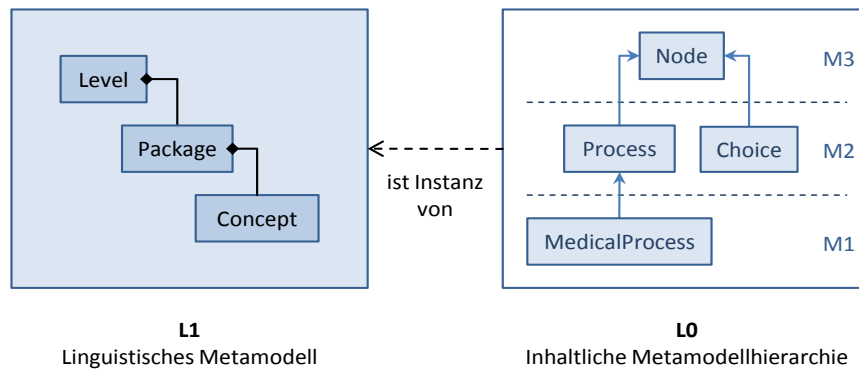 Level
Package
Concept
ist Instanz
von
Node
M3
Process
Choice
M2
MedicalProcess
M1
L1
Linguistisches Metamodell
L0
Inhaltliche Metamodellhierarchie